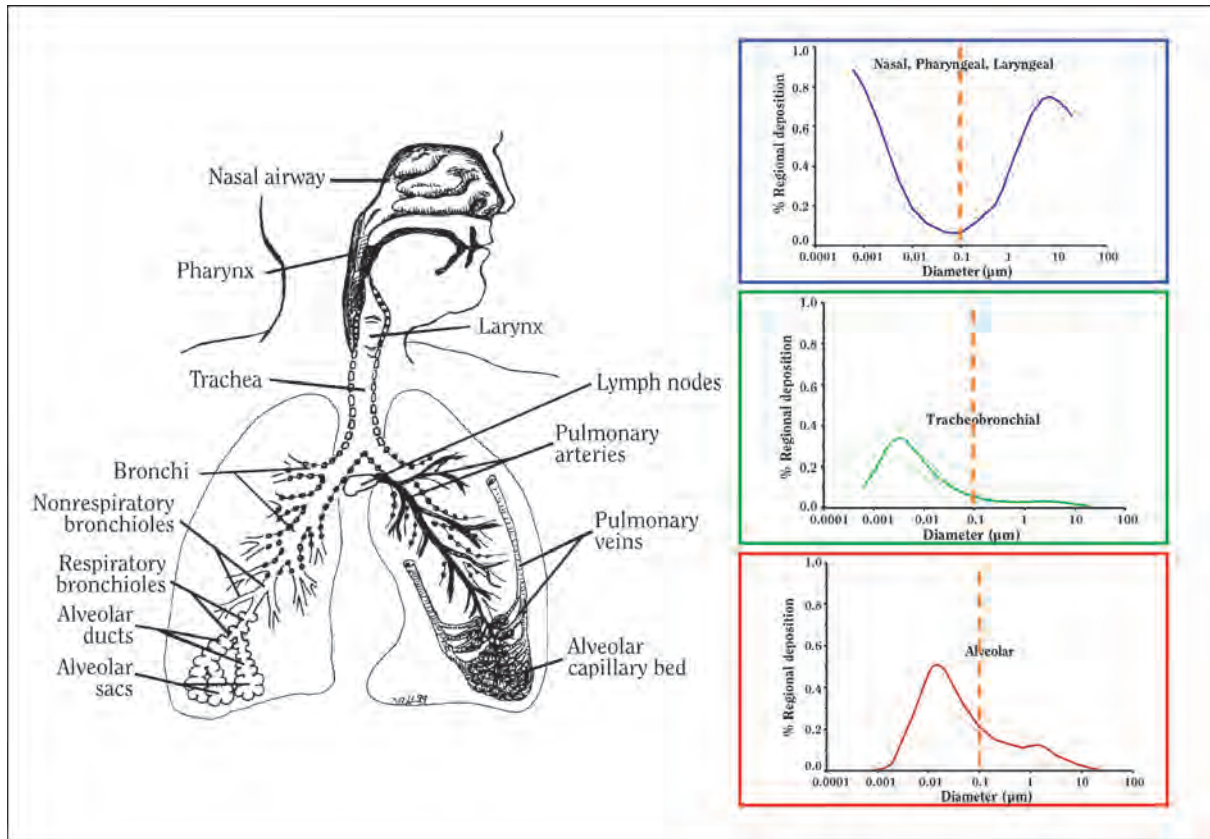 Nasal airway
Pharynx
Larynx
Trachea
Lymph nodes
Pulmonary
arteries
Bronchi
Nonrespiratory
bronchioles
Pulmonary
veins
Respiratory
bronchioles
Alveolar
ducts
Alveolar
sacs
Alveolar
capillary bed
Nasal, Pharyngeal, Laryngeal
% Regional deposition
1.0
0.8
0.6
0.4
0.2
0.0
0.0001 0.001 0.01 0.1 1 10 100
Diameter (µm)
Tracheobronchial
% Regional deposition
1.0
0.8
0.6
0.4
0.2
0.0
0.0001 0.001 0.01 0.1 1 10 100
Diameter (µm)
Alveolar
% Regional deposition
1.0
0.8
0.6
0.4
0.2
0.0
0.0001 0.001 0.01 0.1 1 10 100
Diameter (µm)